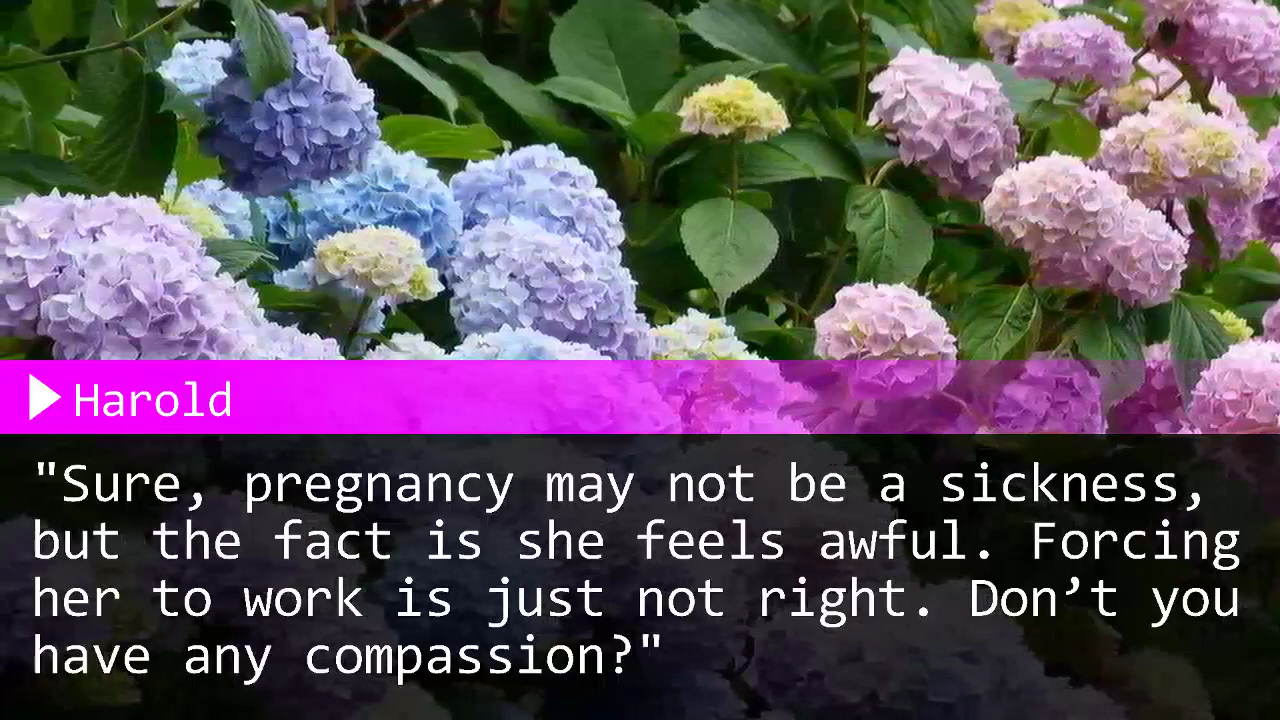 Harold
"Sure, pregnancy may not be a sickness,
but the fact is she feels awful. Forcing
her to work is just not right. Don’t you
have any compassion?"